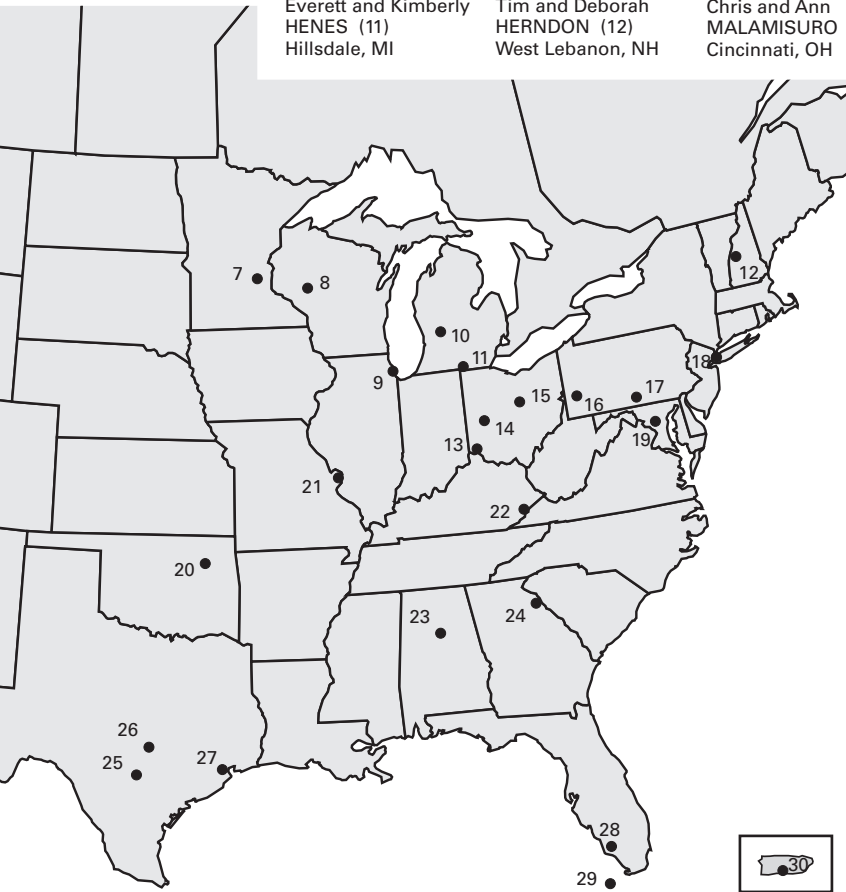 Everett and Kimberly
HENES (11)
Hillsdale, MI
Tim and Deborah
HERNDON (12)
West Lebanon, NH
Chris and Ann
MALAMISURO
Cincinnati, OH
7
8
12
10
11
9
18
15
17
16
14
19
13
21
22
20
23
24
26
25
27
28
29
30